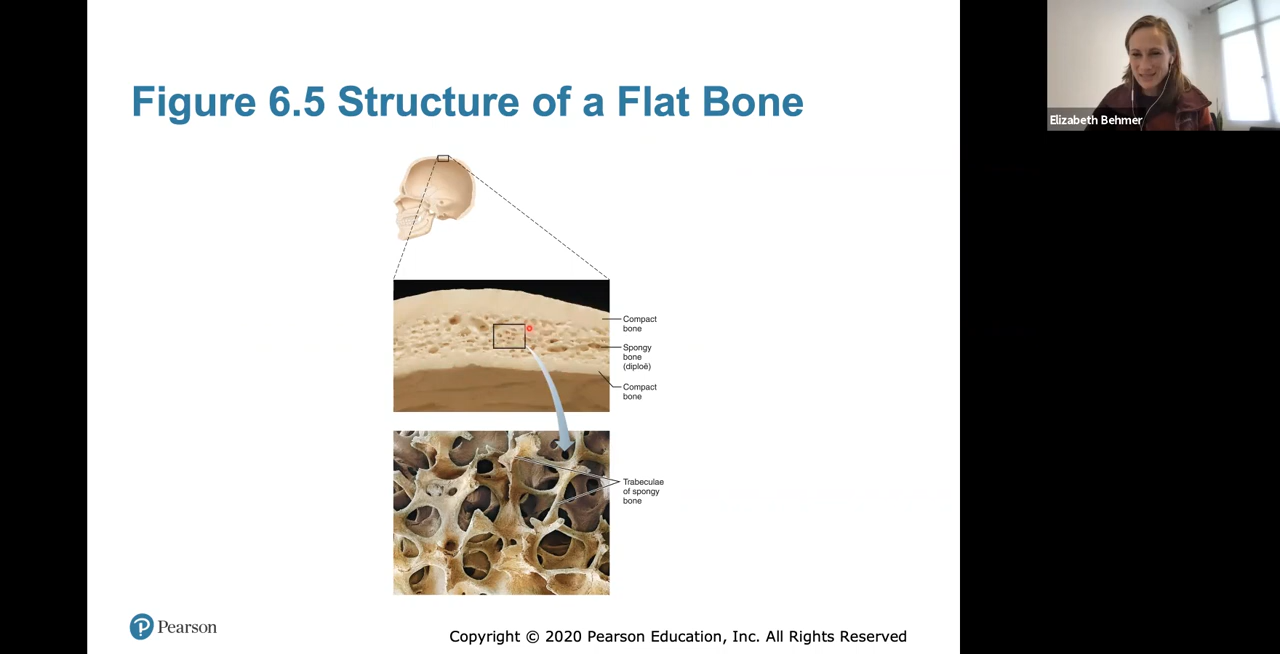 Figure 6.5 Structure of a Flat Bone
Elizabeth Behmer
Compact
bone
Spongy
bone
(diploë)
Compact
bone
Trabeculae
of spongy
bone
P Pearson
Copyright © 2020 Pearson Education, Inc. All Rights Reserved